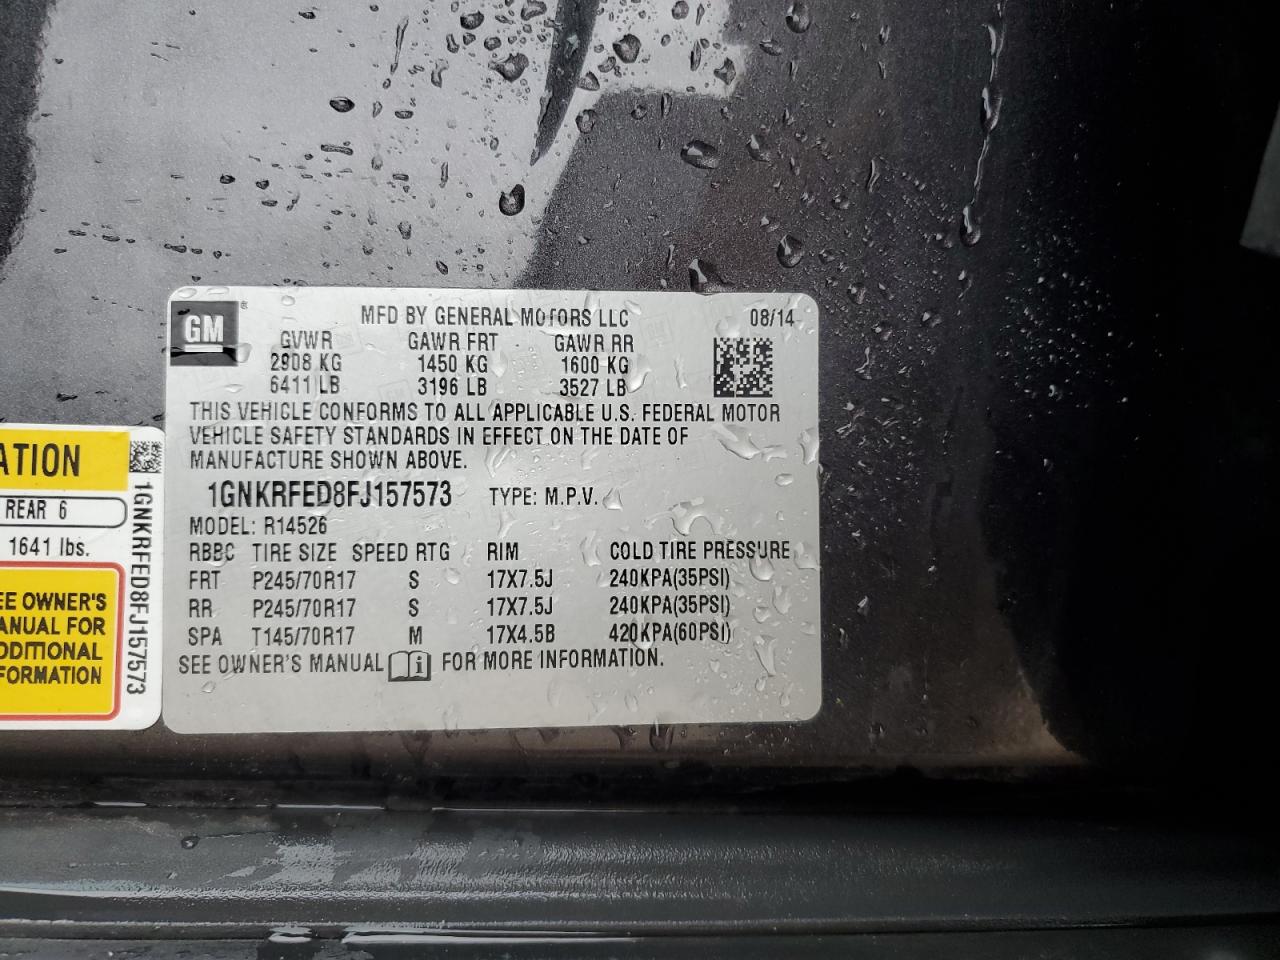 GM ®
MFD BY GENERAL MOTORS LLC 08/14
GVWR GAWR FRT GAWR RR
2908 KG 1450 KG 1600 KG
6411 LB 3196 LB 3527 LB
THIS VEHICLE CONFORMS TO ALL APPLICABLE U.S. FEDERAL MOTOR
VEHICLE SAFETY STANDARDS IN EFFECT ON THE DATE OF
MANUFACTURE SHOWN ABOVE.
1GNKRFED8FJ157573 TYPE: M.P.V.
MODEL: R14526
RBBC TIRE SIZE SPEED RTG RIM COLD TIRE PRESSURE
FRT P245/70R17 S 17X7.5J 240KPA(35PSI)
RR P245/70R17 S 17X7.5J 240KPA(35PSI)
SPA T145/70R17 M 17X4.5B 420KPA(60PSI)
SEE OWNER'S MANUAL i FOR MORE INFORMATION.
ATION
REAR 6
1641 lbs.
EE OWNER'S
ANUAL FOR
DDITIONAL
FORMATION
1GNKRFED8FJ157573